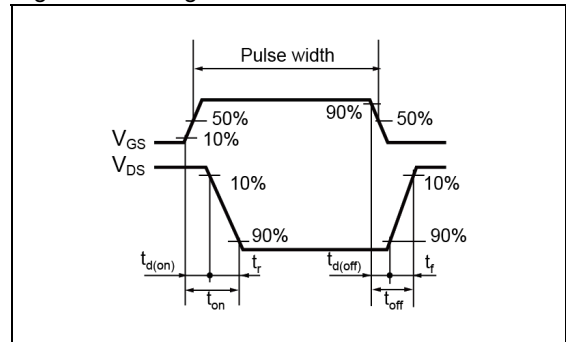 Pulse width
90%
50%
50%
10%
VGS
VDS
10%
10%
90%
90%
td(on)
tr
td(off)
tf
ton
toff